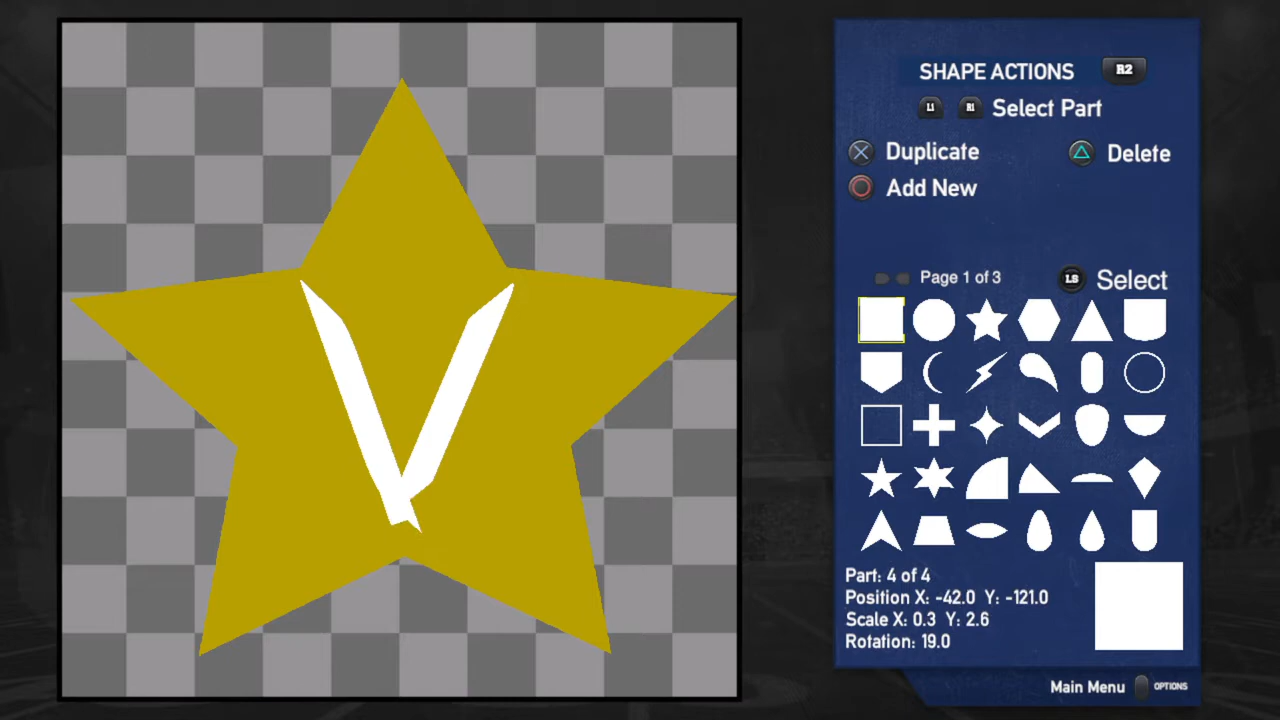 SHAPE ACTIONS R2
L1 R1 Select Part
Duplicate Delete
Add New
Page 1 of 3 LS Select
V
Part: 4 of 4
Position X: -42.0 Y: -121.0
Scale X: 0.3 Y: 2.6
Rotation: 19.0
Main Menu OPTIONS